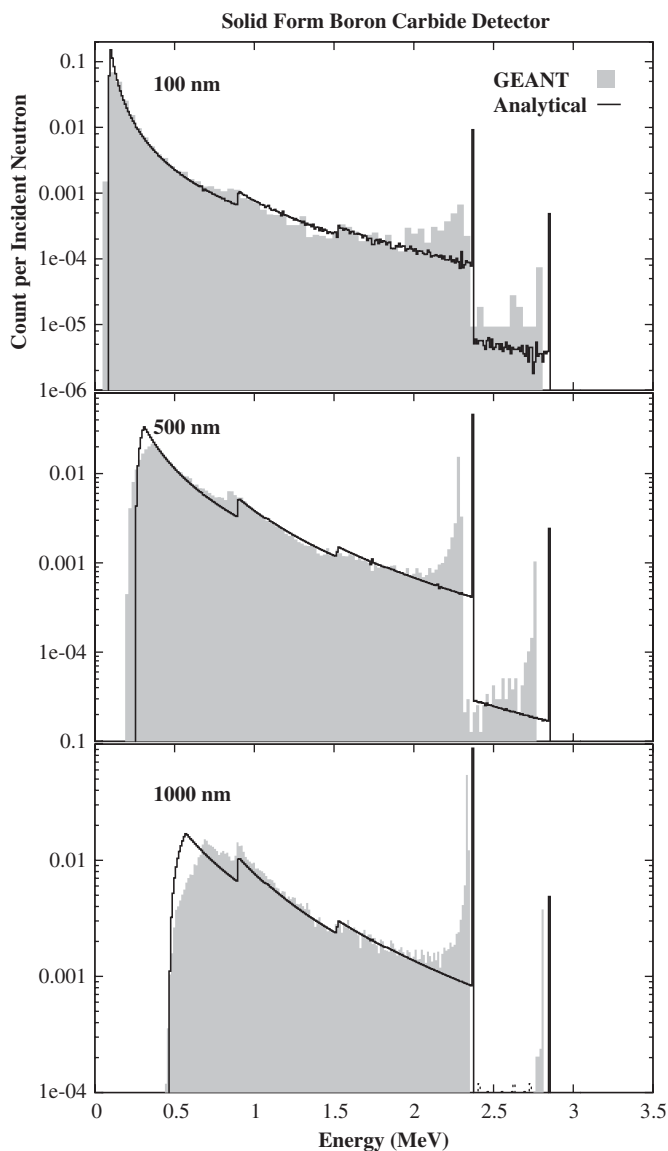 Solid Form Boron Carbide Detector
Count per Incident Neutron
0.1
0.01
0.001
1e-04
1e-05
1e-06
100 nm
GEANT
Analytical
0.01
0.001
1e-04
0.1
500 nm
0.01
0.001
1e-04
1000 nm
0 0.5 1 1.5 2 2.5 3 3.5
Energy (MeV)